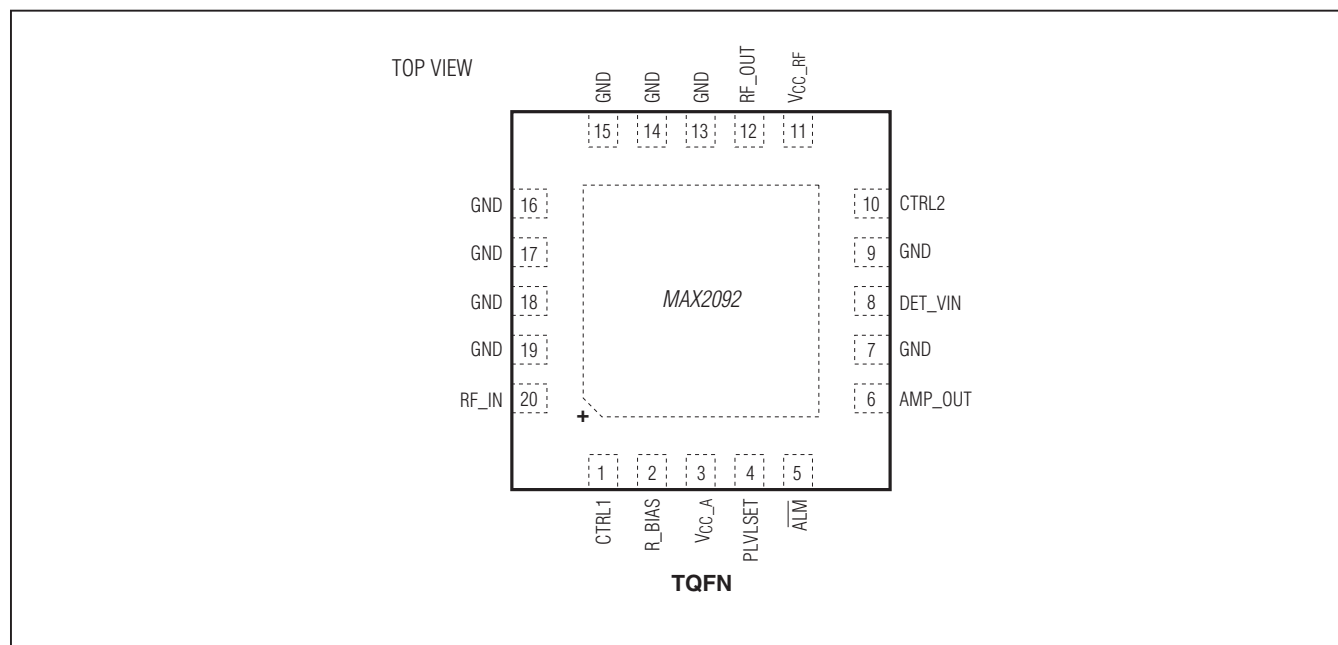 TOP VIEW
GND
GND
GND
RF_OUT
VCC_RF
15
14
13
12
11
GND 16
GND 17
GND 18
GND 19
RF_IN 20
MAX2092
10 CTRL2
9 GND
8 DET_VIN
7 GND
6 AMP_OUT
+
1
2
3
4
5
CTRL1
R_BIAS
VCC_A
PLVLSET
A̅L̅M̅
TQFN